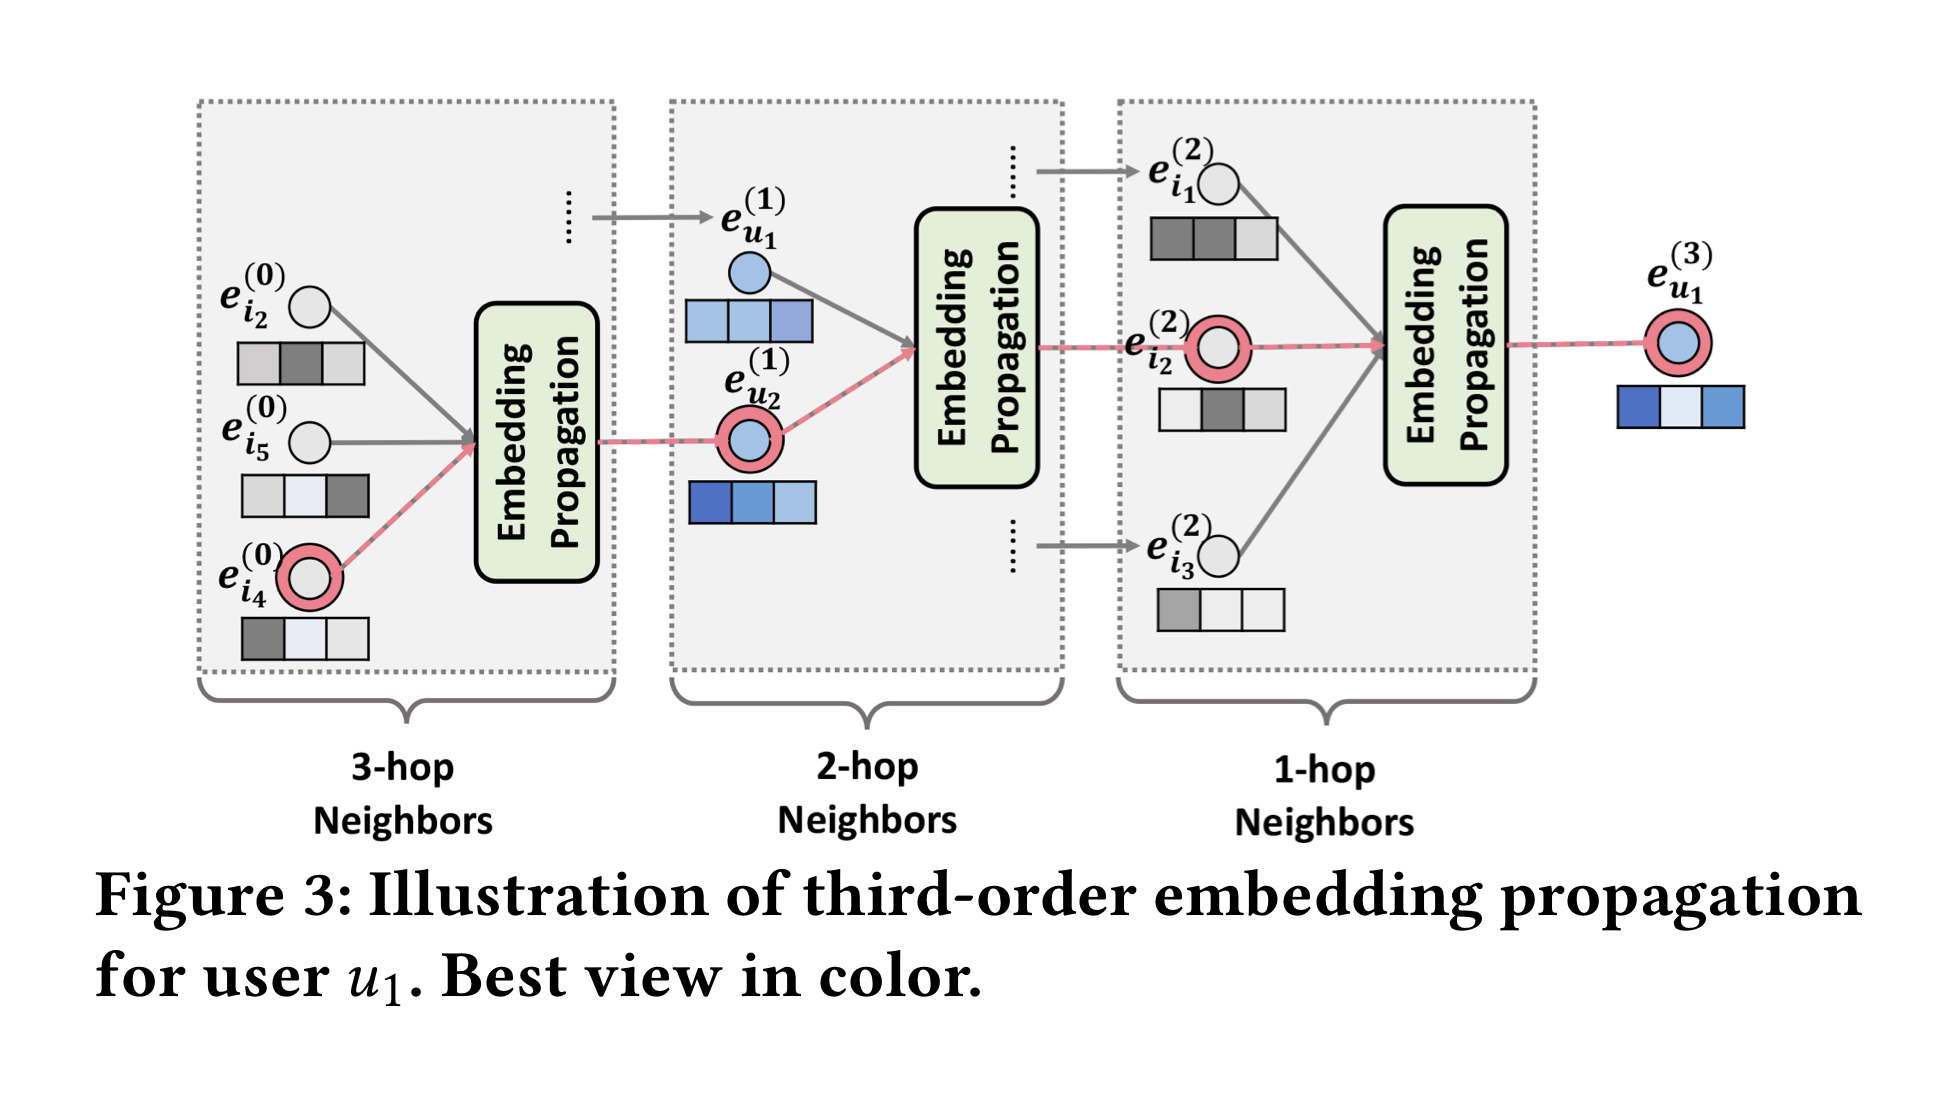 e_{i_2}^{(0)}
e_{i_5}^{(0)}
e_{i_4}^{(0)}
Embedding
Propagation
3-hop
Neighbors
e_{u_1}^{(1)}
e_{u_2}^{(1)}
Embedding
Propagation
2-hop
Neighbors
e_{i_1}^{(2)}
e_{i_2}^{(2)}
e_{i_3}^{(2)}
Embedding
Propagation
1-hop
Neighbors
e_{u_1}^{(3)}
Figure 3: Illustration of third-order embedding propagation
for user u_1. Best view in color.